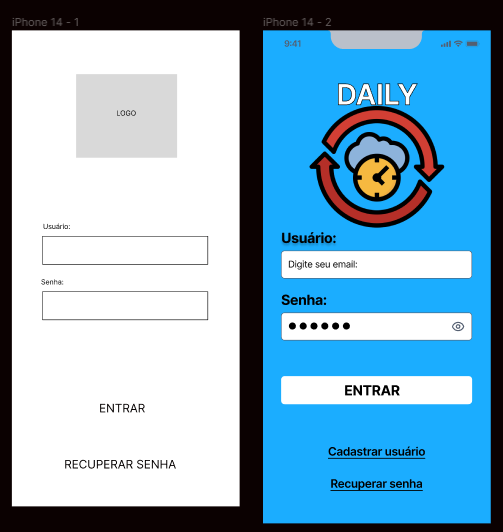 iPhone 14 - 1
LOGO
Usuário:
Senha:
ENTRAR
RECUPERAR SENHA
iPhone 14 - 2
9:41
DAILY
Usuário:
Digite seu email:
Senha:
ENTRAR
Cadastrar usuário
Recuperar senha